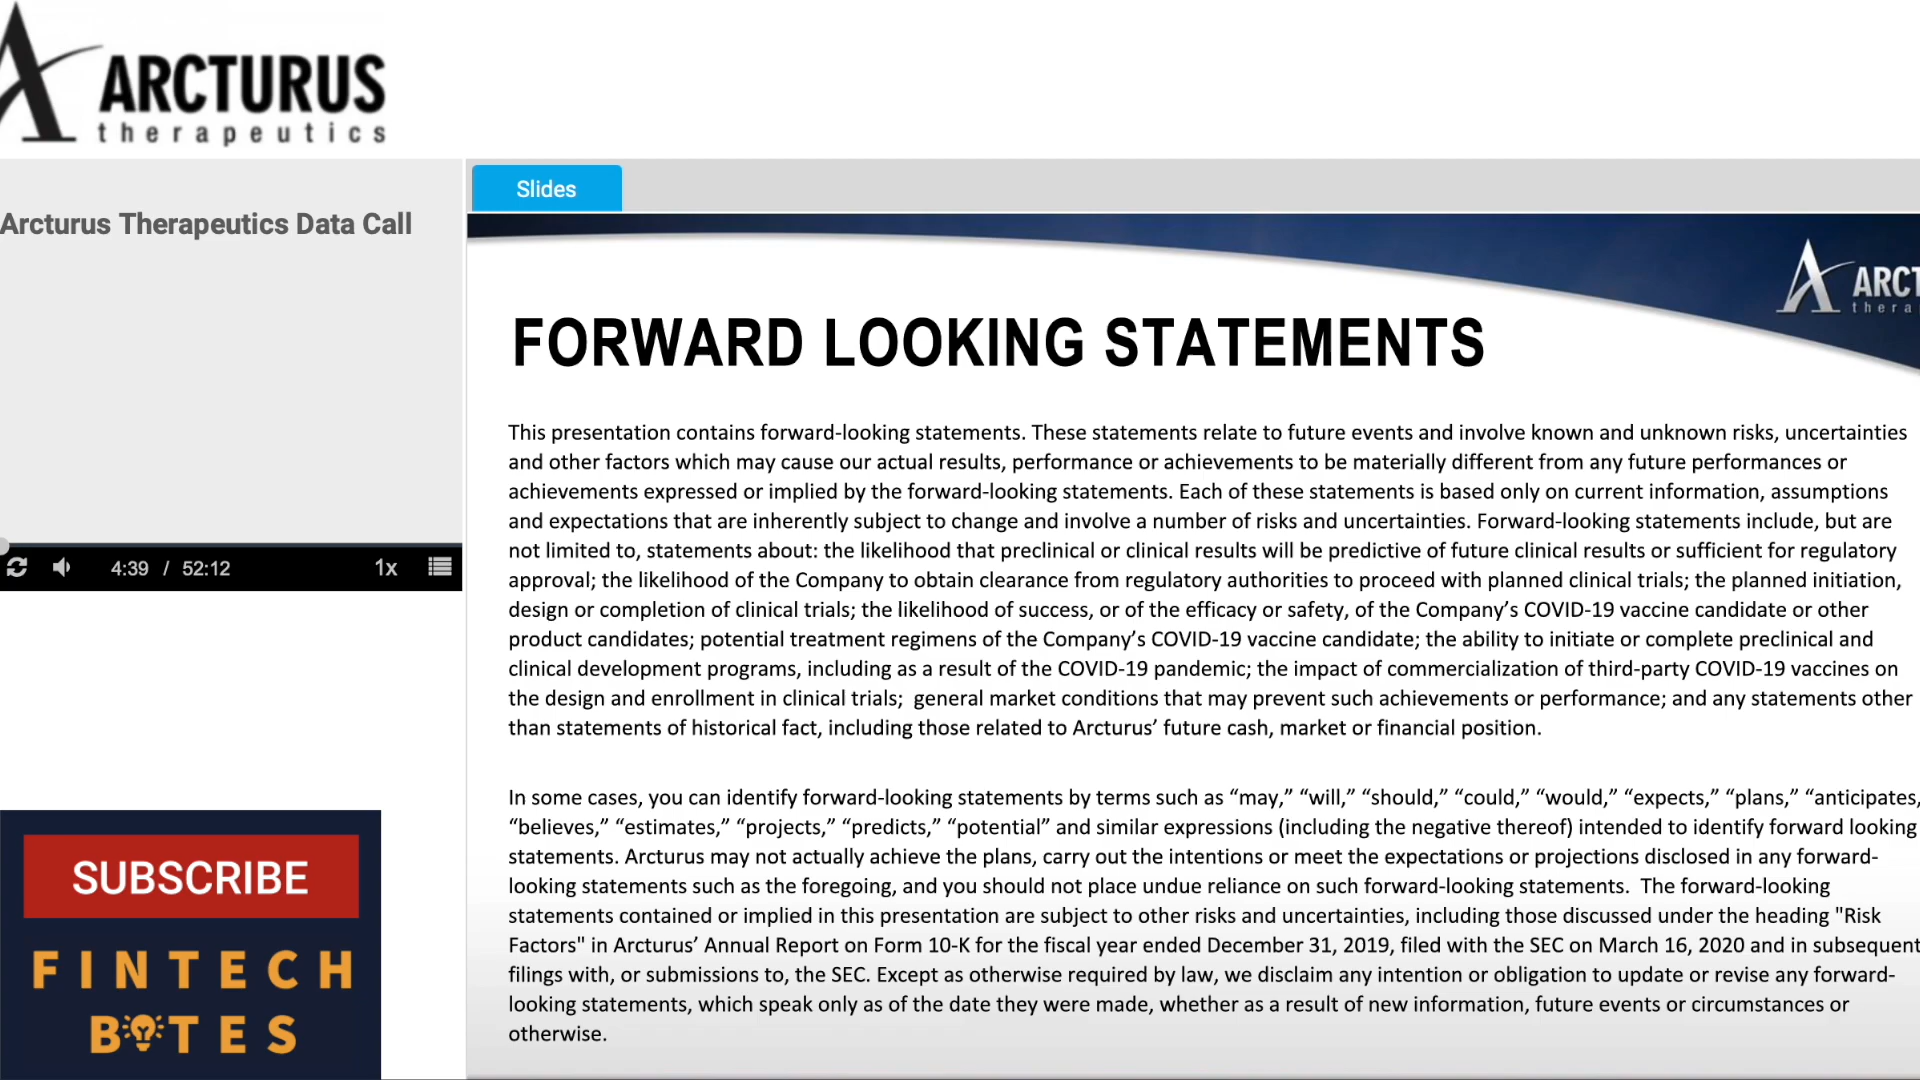 ARCTURUS
therapeutics
Arcturus Therapeutics Data Call
4:39 / 52:12
1x
Slides
ARCT
thera
FORWARD LOOKING STATEMENTS
This presentation contains forward-looking statements. These statements relate to future events and involve known and unknown risks, uncertainties
and other factors which may cause our actual results, performance or achievements to be materially different from any future performances or
achievements expressed or implied by the forward-looking statements. Each of these statements is based only on current information, assumptions
and expectations that are inherently subject to change and involve a number of risks and uncertainties. Forward-looking statements include, but are
not limited to, statements about: the likelihood that preclinical or clinical results will be predictive of future clinical results or sufficient for regulatory
approval; the likelihood of the Company to obtain clearance from regulatory authorities to proceed with planned clinical trials; the planned initiation,
design or completion of clinical trials; the likelihood of success, or of the efficacy or safety, of the Company’s COVID-19 vaccine candidate or other
product candidates; potential treatment regimens of the Company’s COVID-19 vaccine candidate; the ability to initiate or complete preclinical and
clinical development programs, including as a result of the COVID-19 pandemic; the impact of commercialization of third-party COVID-19 vaccines on
the design and enrollment in clinical trials;  general market conditions that may prevent such achievements or performance; and any statements other
than statements of historical fact, including those related to Arcturus’ future cash, market or financial position.
In some cases, you can identify forward-looking statements by terms such as “may,” “will,” “should,” “could,” “would,” “expects,” “plans,” “anticipates,
“believes,” “estimates,” “projects,” “predicts,” “potential” and similar expressions (including the negative thereof) intended to identify forward looking
statements. Arcturus may not actually achieve the plans, carry out the intentions or meet the expectations or projections disclosed in any forward-
looking statements such as the foregoing, and you should not place undue reliance on such forward-looking statements.  The forward-looking
statements contained or implied in this presentation are subject to other risks and uncertainties, including those discussed under the heading "Risk
Factors" in Arcturus’ Annual Report on Form 10-K for the fiscal year ended December 31, 2019, filed with the SEC on March 16, 2020 and in subsequent
filings with, or submissions to, the SEC. Except as otherwise required by law, we disclaim any intention or obligation to update or revise any forward-
looking statements, which speak only as of the date they were made, whether as a result of new information, future events or circumstances or
otherwise.
SUBSCRIBE
FINTECH
BITES